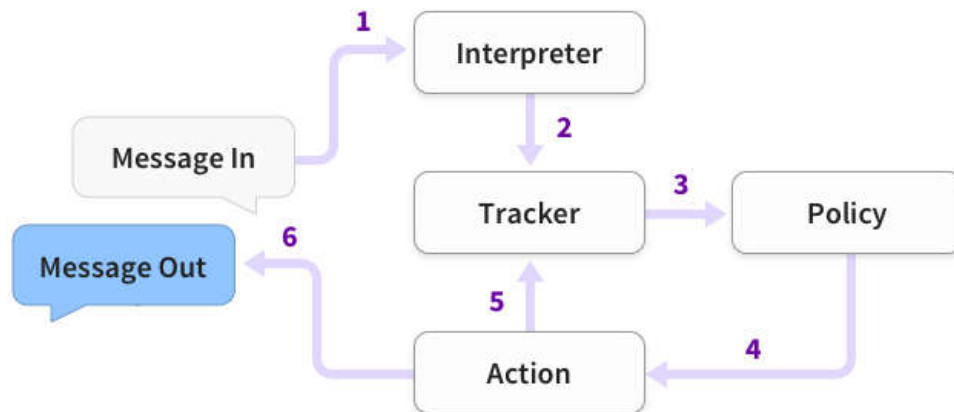 1
Interpreter
2
Message In
Tracker
3
Policy
6
Message Out
5
4
Action